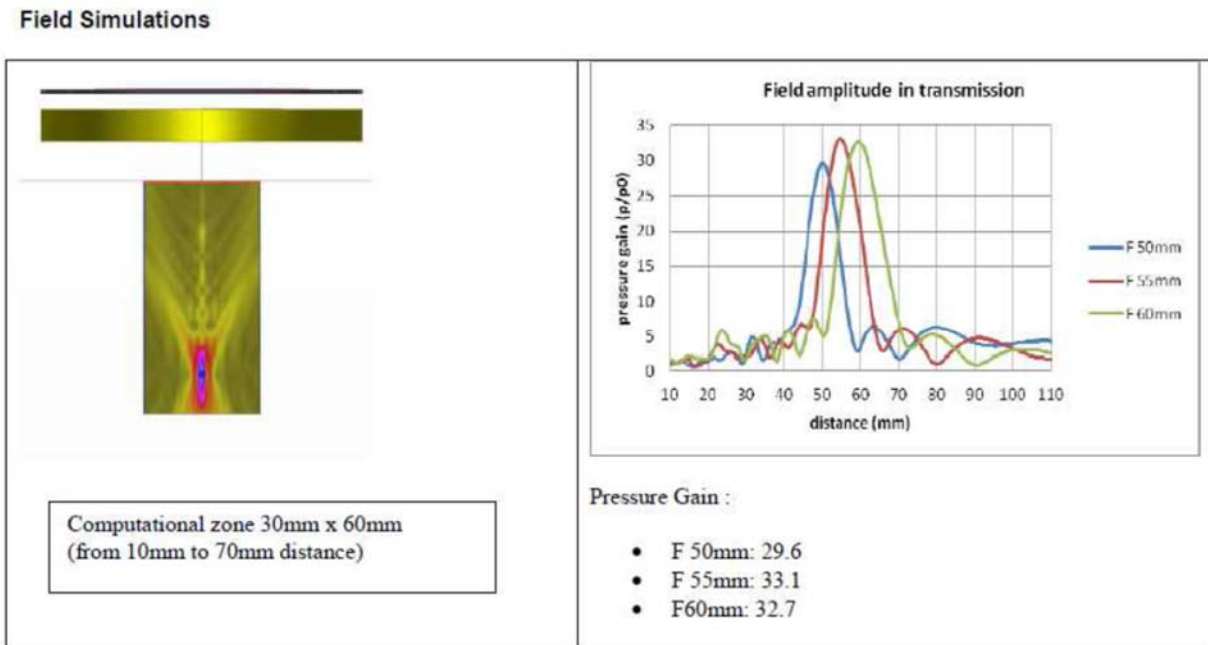 Field Simulations
Field amplitude in transmission
pressure gain (p/p0)
35
30
25
20
15
10
5
0
10 20 30 40 50 60 70 80 90 100 110
distance (mm)
F 50mm
F 55mm
F 60mm
Computational zone 30mm x 60mm
(from 10mm to 70mm distance)
Pressure Gain :
• F 50mm: 29.6
• F 55mm: 33.1
• F60mm: 32.7